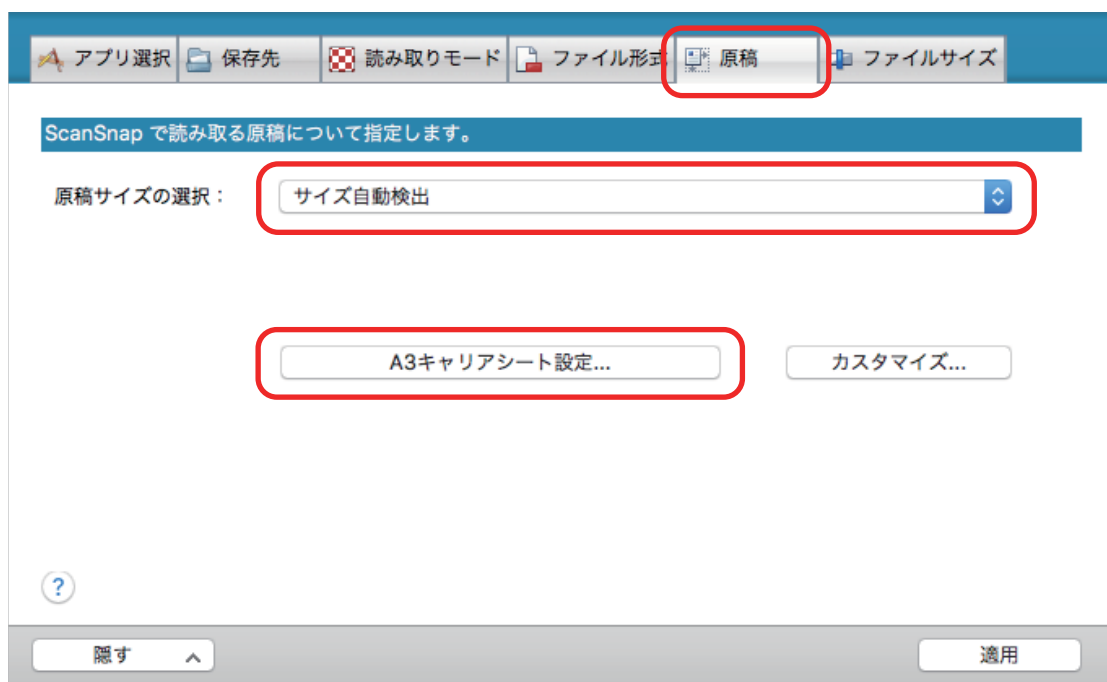 アプリ選択 保存先 読み取りモード ファイル形式 原稿 ファイルサイズ
ScanSnap で読み取る原稿について指定します。
原稿サイズの選択： サイズ自動検出
A3キャリアシート設定... カスタマイズ...
?
隠す 適用